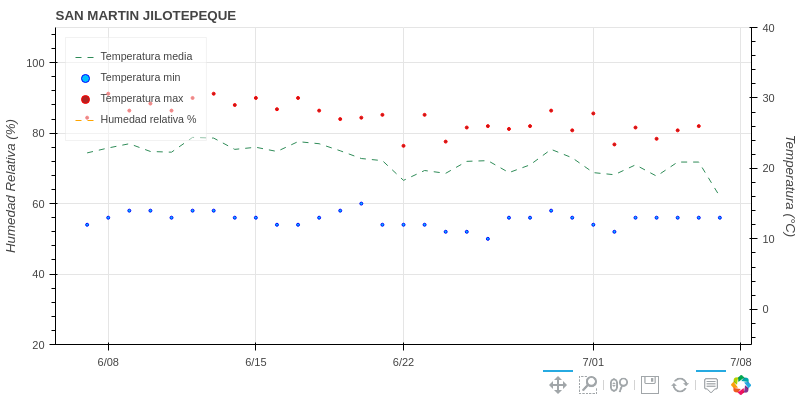 SAN MARTIN JILOTEPEQUE
Temperatura media
Temperatura min
Temperatura max
Humedad relativa %
Humedad Relativa (%)
100
80
60
40
20
40
30
20
10
0
Temperatura (°C)
6/08
6/15
6/22
7/01
7/08